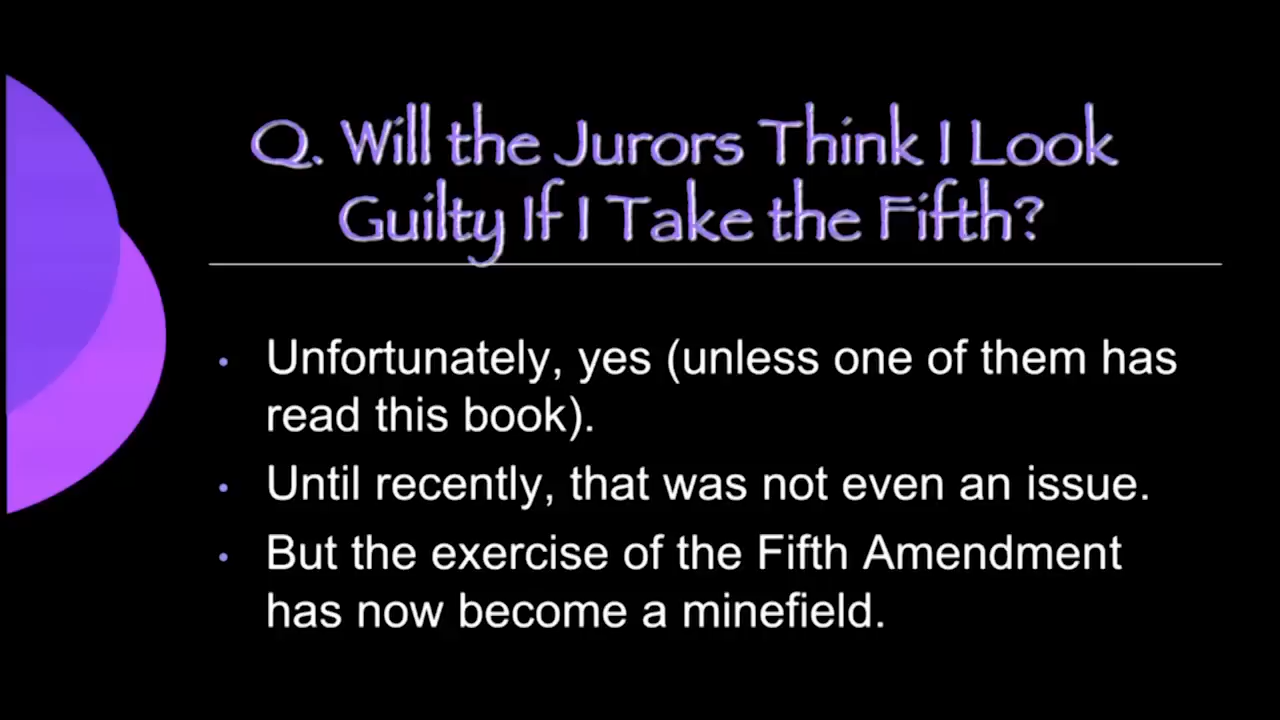 Q. Will the Jurors Think I Look
Guilty If I Take the Fifth?
• Unfortunately, yes (unless one of them has
read this book).
• Until recently, that was not even an issue.
• But the exercise of the Fifth Amendment
has now become a minefield.